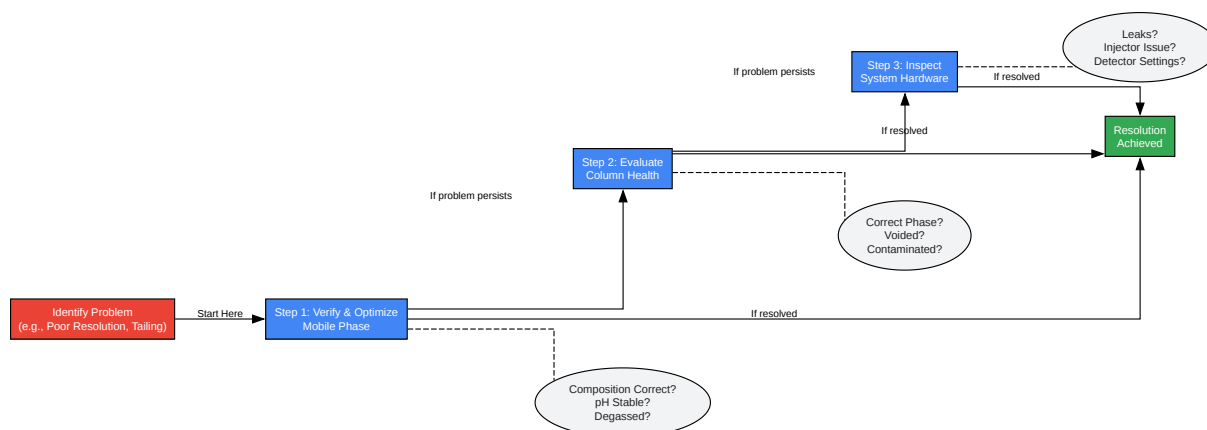 Identify Problem
(e.g., Poor Resolution, Tailing)
Start Here
Step 1: Verify & Optimize
Mobile Phase
Composition Correct?
pH Stable?
Degassed?
If problem persists
If resolved
Step 2: Evaluate
Column Health
Correct Phase?
Voided?
Contaminated?
If problem persists
If resolved
Step 3: Inspect
System Hardware
Leaks?
Injector Issue?
Detector Settings?
If resolved
Resolution
Achieved